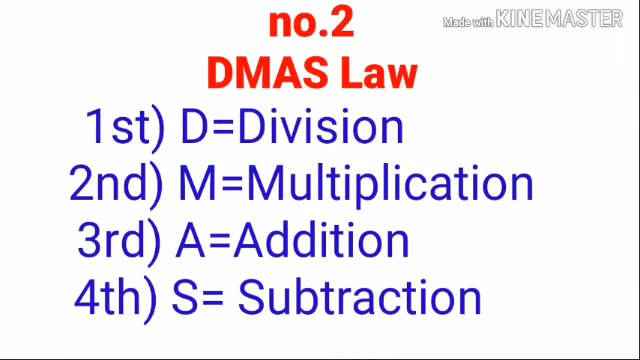 no.2
Made with KINEMASTER
DMAS Law
1st) D=Division
2nd) M=Multiplication
3rd) A=Addition
4th) S= Subtraction